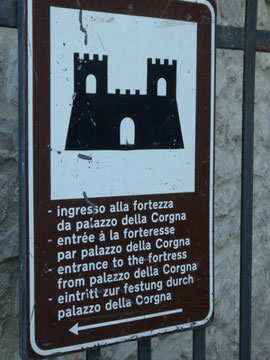 - ingresso alla fortezza
da palazzo della Corgna
- entrée à la forteresse
par palazzo della Corgna
- entrance to the fortress
from palazzo della Corgna
- eintritt zur festung durch
palazzo della Corgna